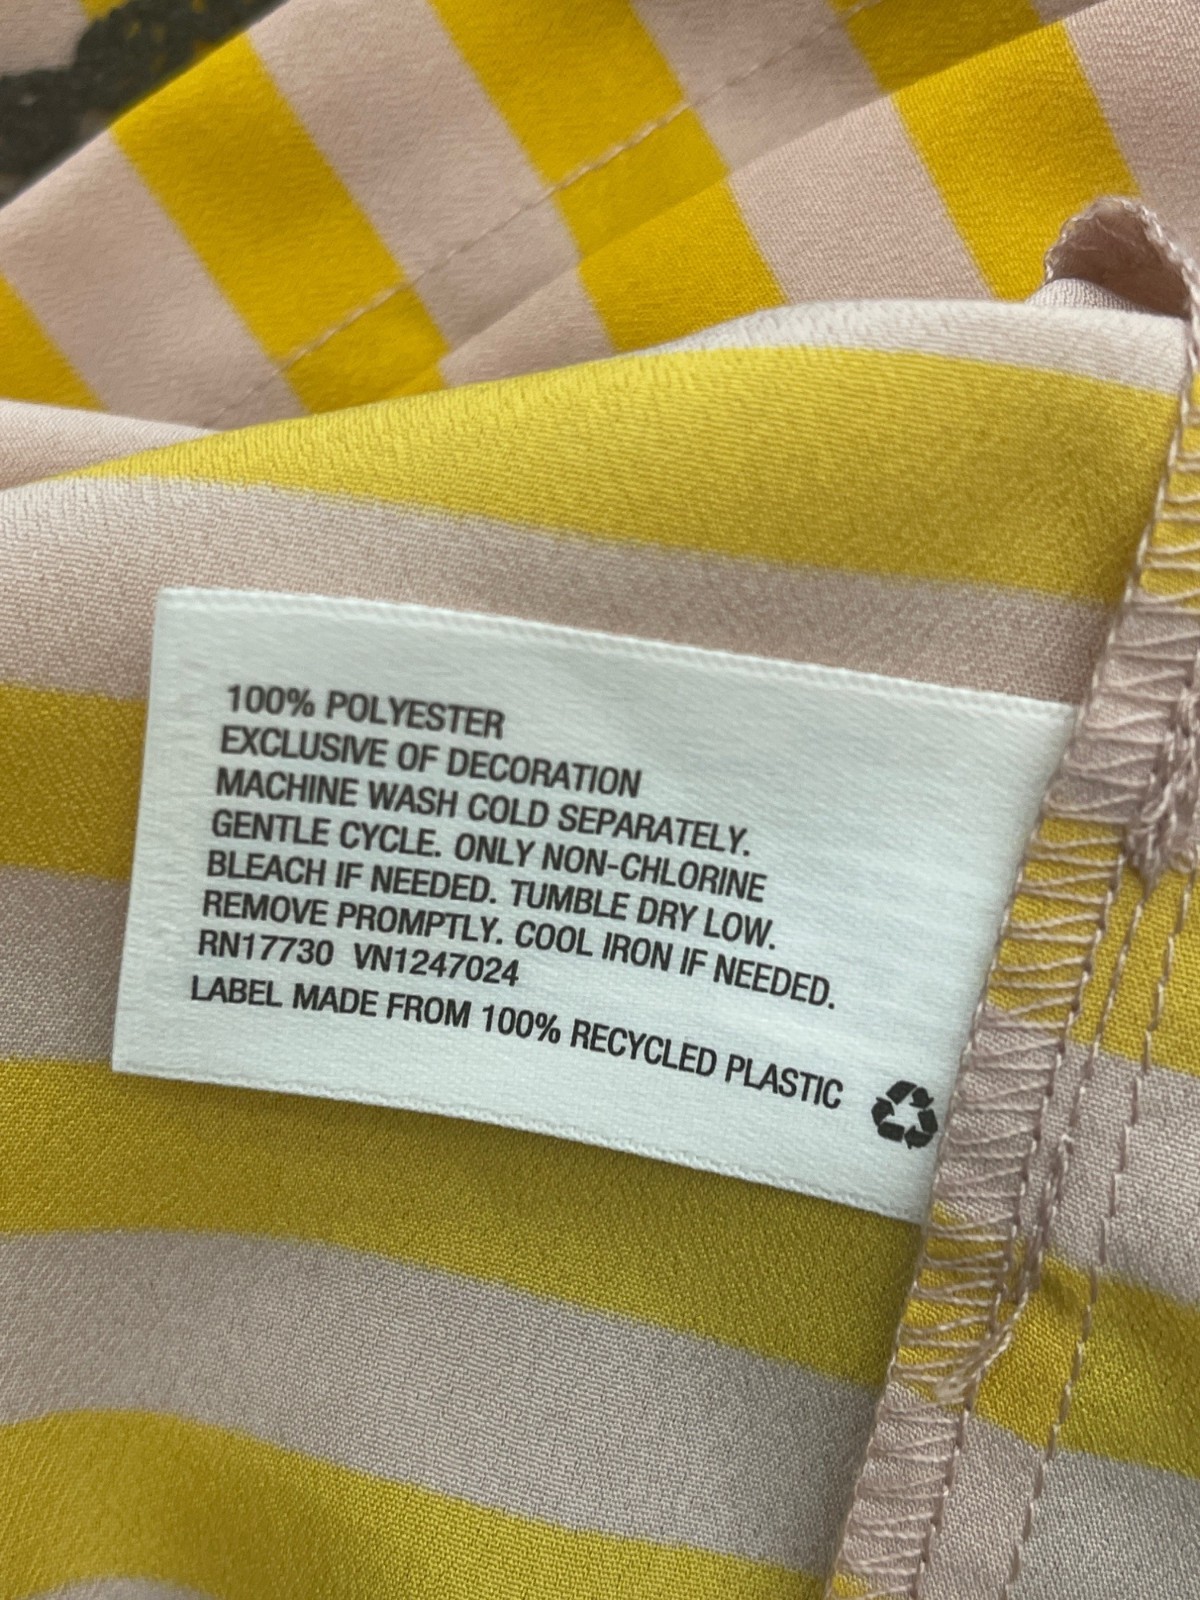 100% POLYESTER
EXCLUSIVE OF DECORATION
MACHINE WASH COLD SEPARATELY.
GENTLE CYCLE. ONLY NON-CHLORINE
BLEACH IF NEEDED. TUMBLE DRY LOW.
REMOVE PROMPTLY. COOL IRON IF NEEDED.
RN17730 VN1247024
LABEL MADE FROM 100% RECYCLED PLASTIC